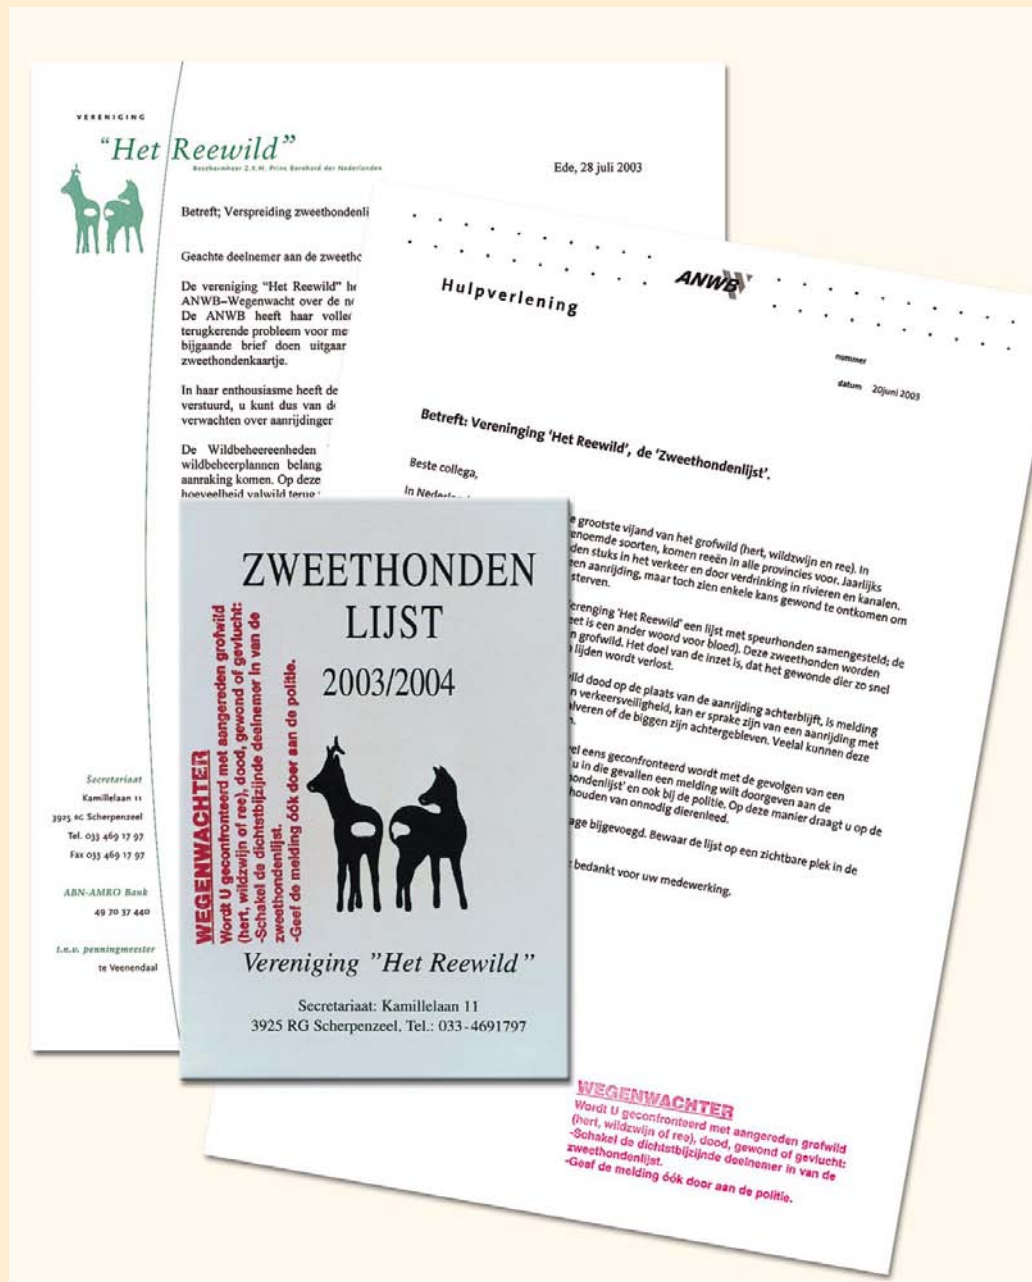 VERENIGING
“Het Reewild”
Beschermheer Z.K.H. Prins Bernhard der Nederlanden
Ede, 28 juli 2003
Betreft; Verspreiding zweethondenli
Geachte deelnemer aan de zweetho
De vereniging “Het Reewild” he
ANWB–Wegenwacht over de no
De ANWB heeft haar volle
terugkerende probleem voor me
bijgaande brief doen uitgaar
zweethondenkaartje.
In haar enthousiasme heeft de
verstuurd, u kunt dus van de
verwachten over aanrijdinger
De Wildbeheereenheden
wildbeheerplannen belang
aanraking komen. Op deze
hoeveelheid valwild terug
Secretariaat
Kamillelaan 11
3925 RG Scherpenzeel
Tel. 033 469 17 97
Fax 033 469 17 97
ABN-AMRO Bank
49 70 37 440
t.n.v. penningmeester
te Veenendaal
ANWB
Hulpverlening
nummer
datum 20juni 2003
Betreft: Vereninging ‘Het Reewild’, de ‘Zweethondenlijst’.
Beste collega,
In Nederland
e grootste vijand van het grofwild (hert, wildzwijn en ree). In
enoemde soorten, komen reeën in alle provincies voor. Jaarlijks
den stuks in het verkeer en door verdrinking in rivieren en kanalen.
een aanrijding, maar toch zien enkele kans gewond te ontkomen om
sterven.
erenging ‘Het Reewild’ een lijst met speurhonden samengesteld; de
eet is een ander woord voor bloed). Deze zweethonden worden
n grofwild. Het doel van de inzet is, dat het gewonde dier zo snel
lijden wordt verlost.
ild dood op de plaats van de aanrijding achterblijft, is melding
n verkeersveiligheid, kan er sprake zijn van een aanrijding met
alveren of de biggen zijn achtergebleven. Veelal kunnen deze
n.
el eens geconfronteerd wordt met de gevolgen van een
u in die gevallen een melding wilt doorgeven aan de
ondenlijst’ en ook bij de politie. Op deze manier draagt u op de
houden van onnodig dierenleed.
age bijgevoegd. Bewaar de lijst op een zichtbare plek in de
bedankt voor uw medewerking.
ZWEETHONDEN
LIJST
2003/2004
WEGENWACHTER
Wordt U geconfronteerd met aangereden grofwild
(hert, wildzwijn of ree), dood, gewond of gevlucht:
-Schakel de dichtstbijzijnde deelnemer in van de
zweethondenlijst.
-Geef de melding óók door aan de politie.
Vereniging "Het Reewild"
Secretariaat: Kamillelaan 11
3925 RG Scherpenzeel, Tel.: 033-4691797
WEGENWACHTER
Wordt U geconfronteerd met aangereden grofwild
(hert, wildzwijn of ree), dood, gewond of gevlucht:
-Schakel de dichtstbijzijnde deelnemer in van de
zweethondenlijst.
-Geef de melding óók door aan de politie.